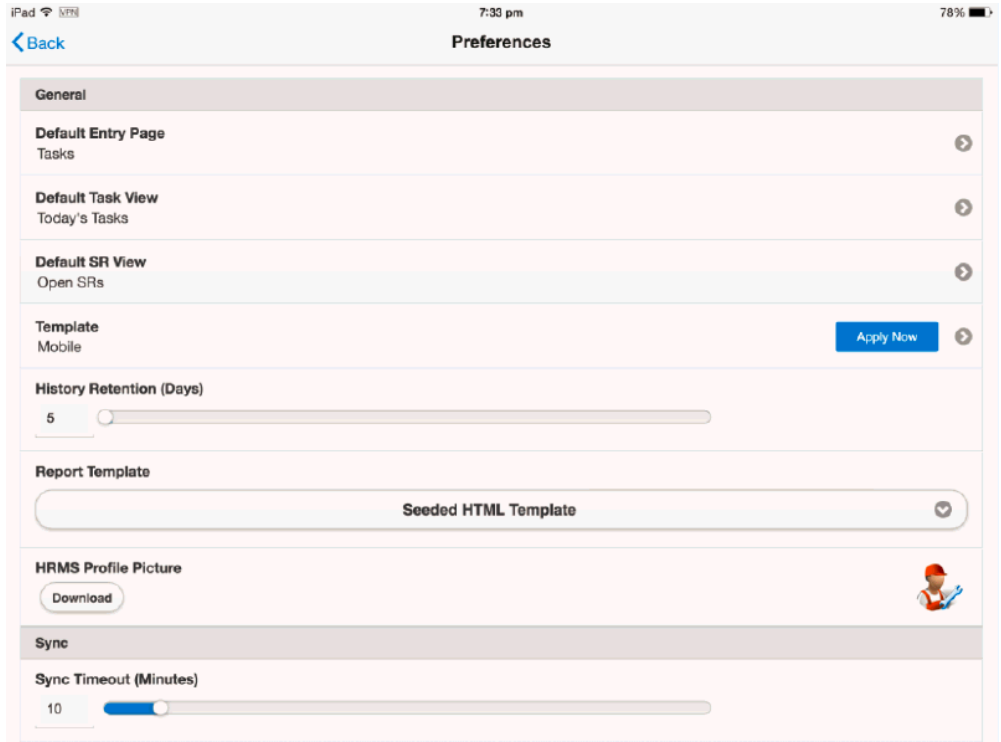 iPad VPN 7:33 pm 78%
Back Preferences
General
Default Entry Page
Tasks
Default Task View
Today's Tasks
Default SR View
Open SRs
Template
Mobile
Apply Now
History Retention (Days)
5
Report Template
Seeded HTML Template
HRMS Profile Picture
Download
Sync
Sync Timeout (Minutes)
10